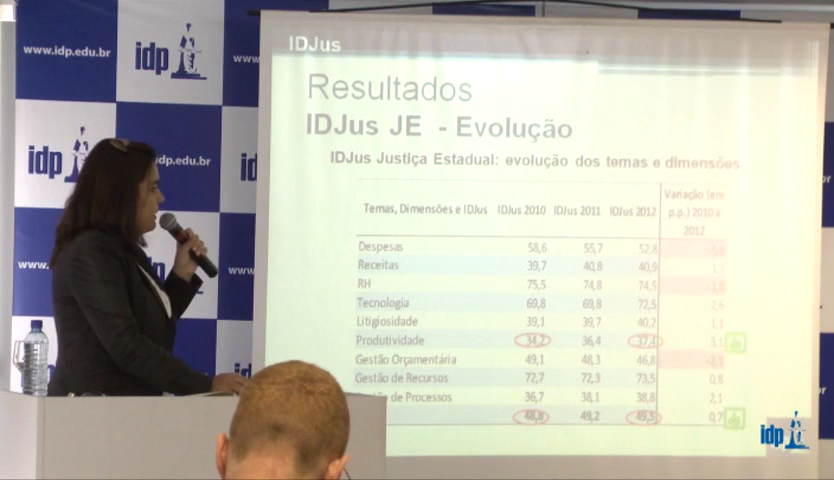 www.idp.edu.br
idp
idp
idp.edu.br
www.
IDJus
Resultados
IDJus JE - Evolução
IDJus Justiça Estadual: evolução dos temas e dimensões
Temas, Dimensões e IDJus IDJus 2010 IDJus 2011 IDJus 2012 Variação (em p.p.) 2010 a 2012
Despesas 58,6 55,7 52,8
Receitas 39,7 40,8 40,9
RH 75,5 74,8 74,5
Tecnologia 69,8 69,8 72,5 2,6
Litigiosidade 39,1 39,7 40,2 1,1
Produtividade 34,2 36,4 37,4 3,1
Gestão Orçamentária 49,1 48,3 46,8
Gestão de Recursos 72,7 72,3 73,5 0,8
de Processos 36,7 38,1 38,8 2,1
48,8 49,2 49,5 0,7
idp